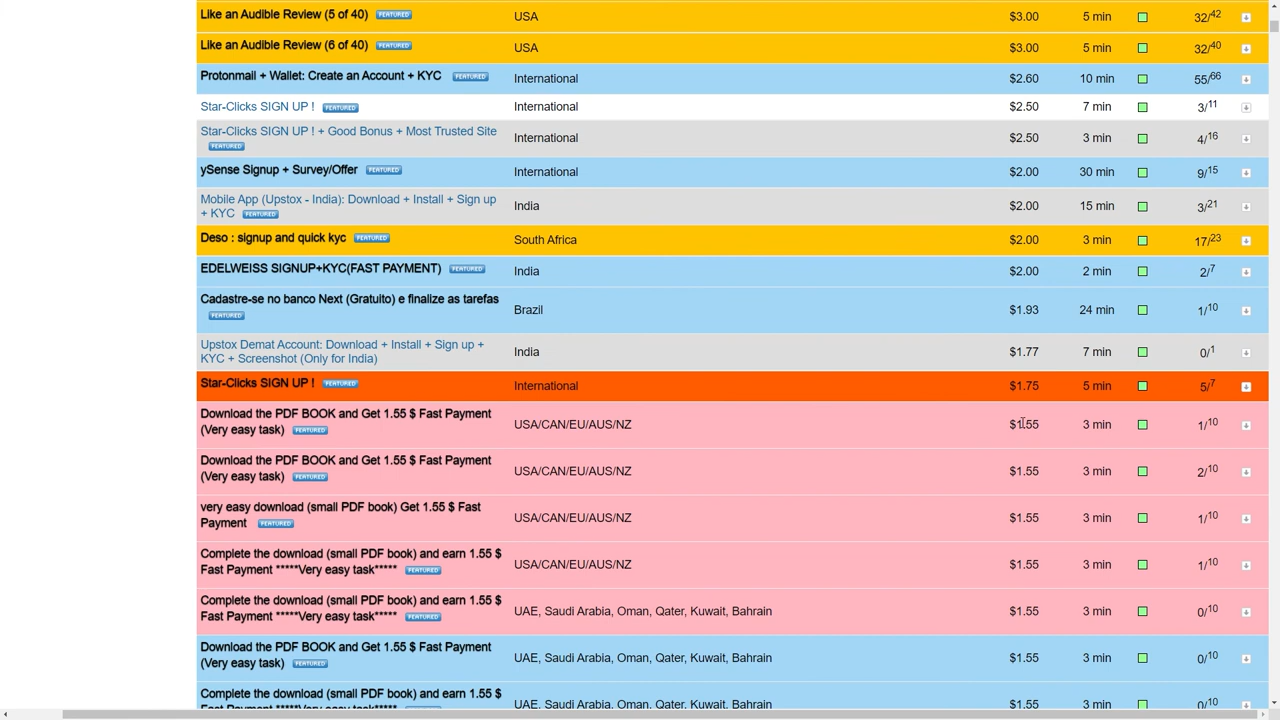 Like an Audible Review (5 of 40) FEATURED USA $3.00 5 min 32/42
Like an Audible Review (6 of 40) FEATURED USA $3.00 5 min 32/40
Protonmail + Wallet: Create an Account + KYC FEATURED International $2.60 10 min 55/66
Star-Clicks SIGN UP ! FEATURED International $2.50 7 min 3/11
Star-Clicks SIGN UP ! + Good Bonus + Most Trusted Site International $2.50 3 min 4/16
FEATURED
ySense Signup + Survey/Offer FEATURED International $2.00 30 min 9/15
Mobile App (Upstox - India): Download + Install + Sign up India $2.00 15 min 3/21
+ KYC FEATURED
Deso : signup and quick kyc FEATURED South Africa $2.00 3 min 17/23
EDELWEISS SIGNUP+KYC(FAST PAYMENT) FEATURED India $2.00 2 min 2/7
Cadastre-se no banco Next (Gratuito) e finalize as tarefas Brazil $1.93 24 min 1/10
FEATURED
Upstox Demat Account: Download + Install + Sign up + India $1.77 7 min 0/1
KYC + Screenshot (Only for India)
Star-Clicks SIGN UP ! FEATURED International $1.75 5 min 5/7
Download the PDF BOOK and Get 1.55 $ Fast Payment USA/CAN/EU/AUS/NZ $1.55 3 min 1/10
(Very easy task) FEATURED
Download the PDF BOOK and Get 1.55 $ Fast Payment USA/CAN/EU/AUS/NZ $1.55 3 min 2/10
(Very easy task) FEATURED
very easy download (small PDF book) Get 1.55 $ Fast USA/CAN/EU/AUS/NZ $1.55 3 min 1/10
Payment FEATURED
Complete the download (small PDF book) and earn 1.55 $ USA/CAN/EU/AUS/NZ $1.55 3 min 1/10
Fast Payment *****Very easy task***** FEATURED
Complete the download (small PDF book) and earn 1.55 $ UAE, Saudi Arabia, Oman, Qater, Kuwait, Bahrain $1.55 3 min 0/10
Fast Payment *****Very easy task***** FEATURED
Download the PDF BOOK and Get 1.55 $ Fast Payment UAE, Saudi Arabia, Oman, Qater, Kuwait, Bahrain $1.55 3 min 0/10
(Very easy task) FEATURED
Complete the download (small PDF book) and earn 1.55 $ UAE, Saudi Arabia, Oman, Qater, Kuwait, Bahrain $1.55 3 min 0/10
Fast Payment *****Very easy task***** FEATURED